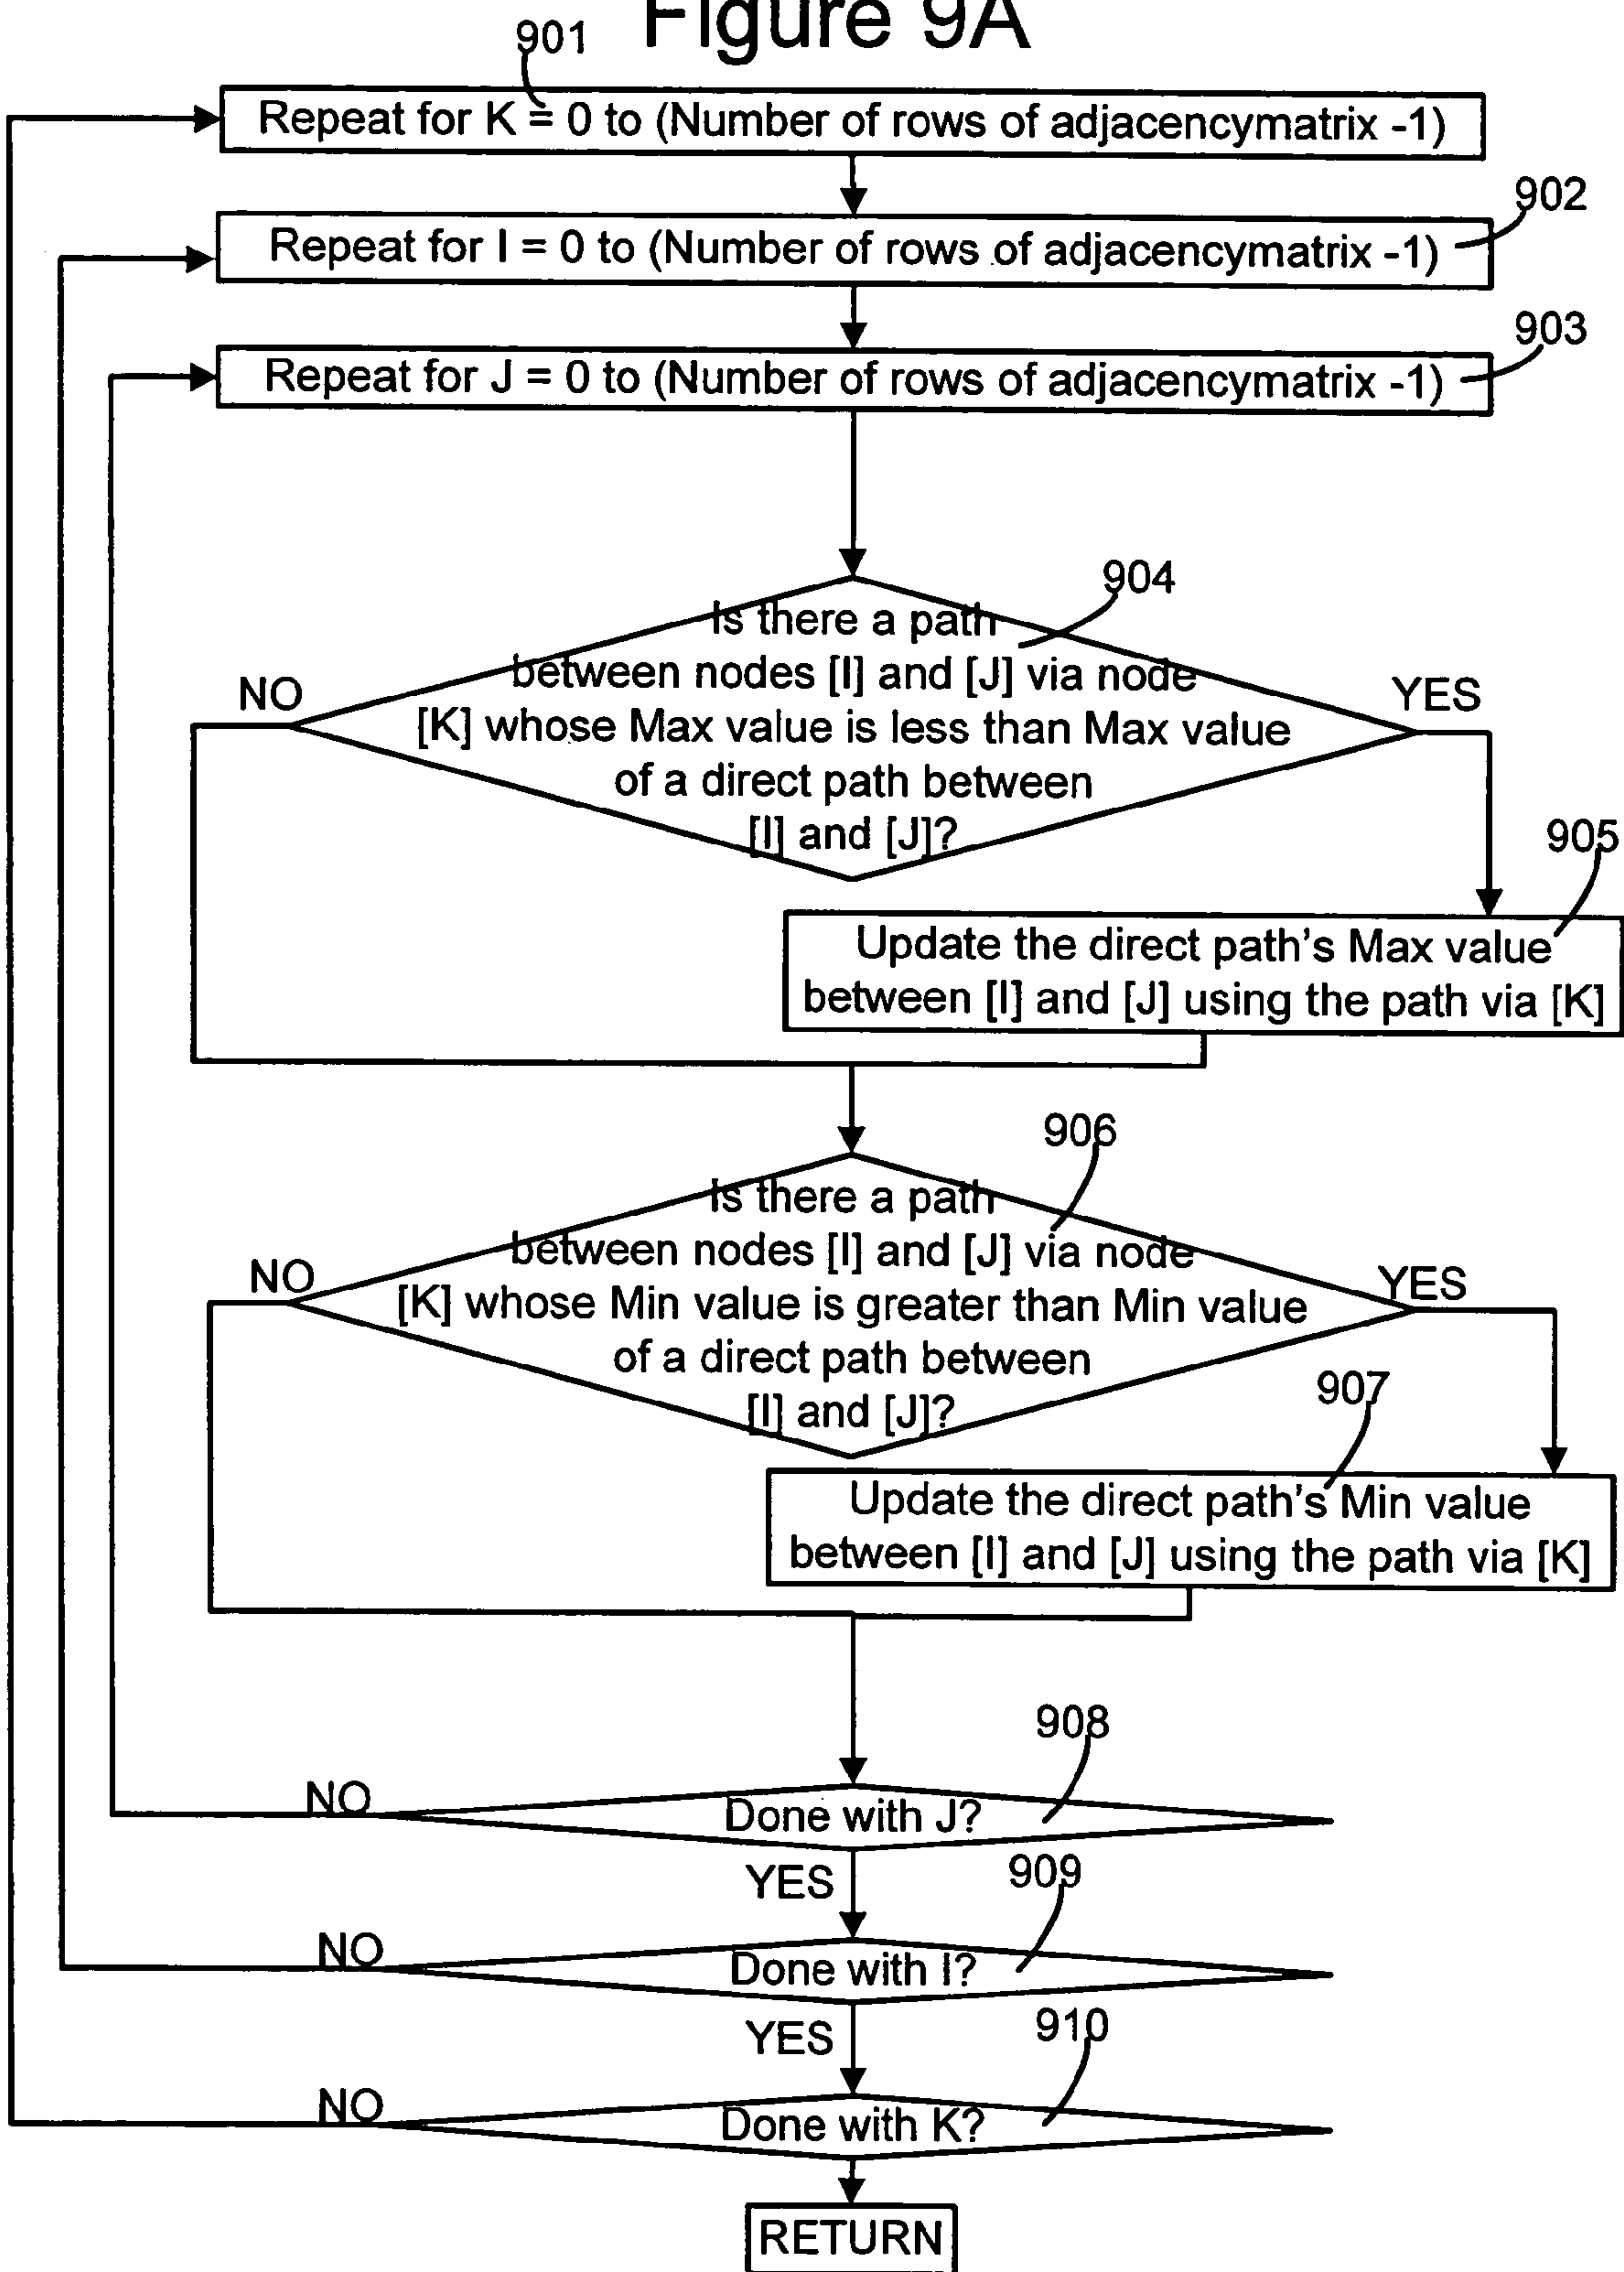 Figure 9A
901
Repeat for K = 0 to (Number of rows of adjacencymatrix -1)
902
Repeat for I = 0 to (Number of rows of adjacencymatrix -1)
903
Repeat for J = 0 to (Number of rows of adjacencymatrix -1)
904
Is there a path
between nodes [I] and [J] via node
[K] whose Max value is less than Max value
of a direct path between
[I] and [J]?
NO
YES
905
Update the direct path's Max value
between [I] and [J] using the path via [K]
906
Is there a path
between nodes [I] and [J] via node
[K] whose Min value is greater than Min value
of a direct path between
[I] and [J]?
NO
YES
907
Update the direct path's Min value
between [I] and [J] using the path via [K]
908
NO
Done with J?
YES
909
NO
Done with I?
YES
910
NO
Done with K?
RETURN